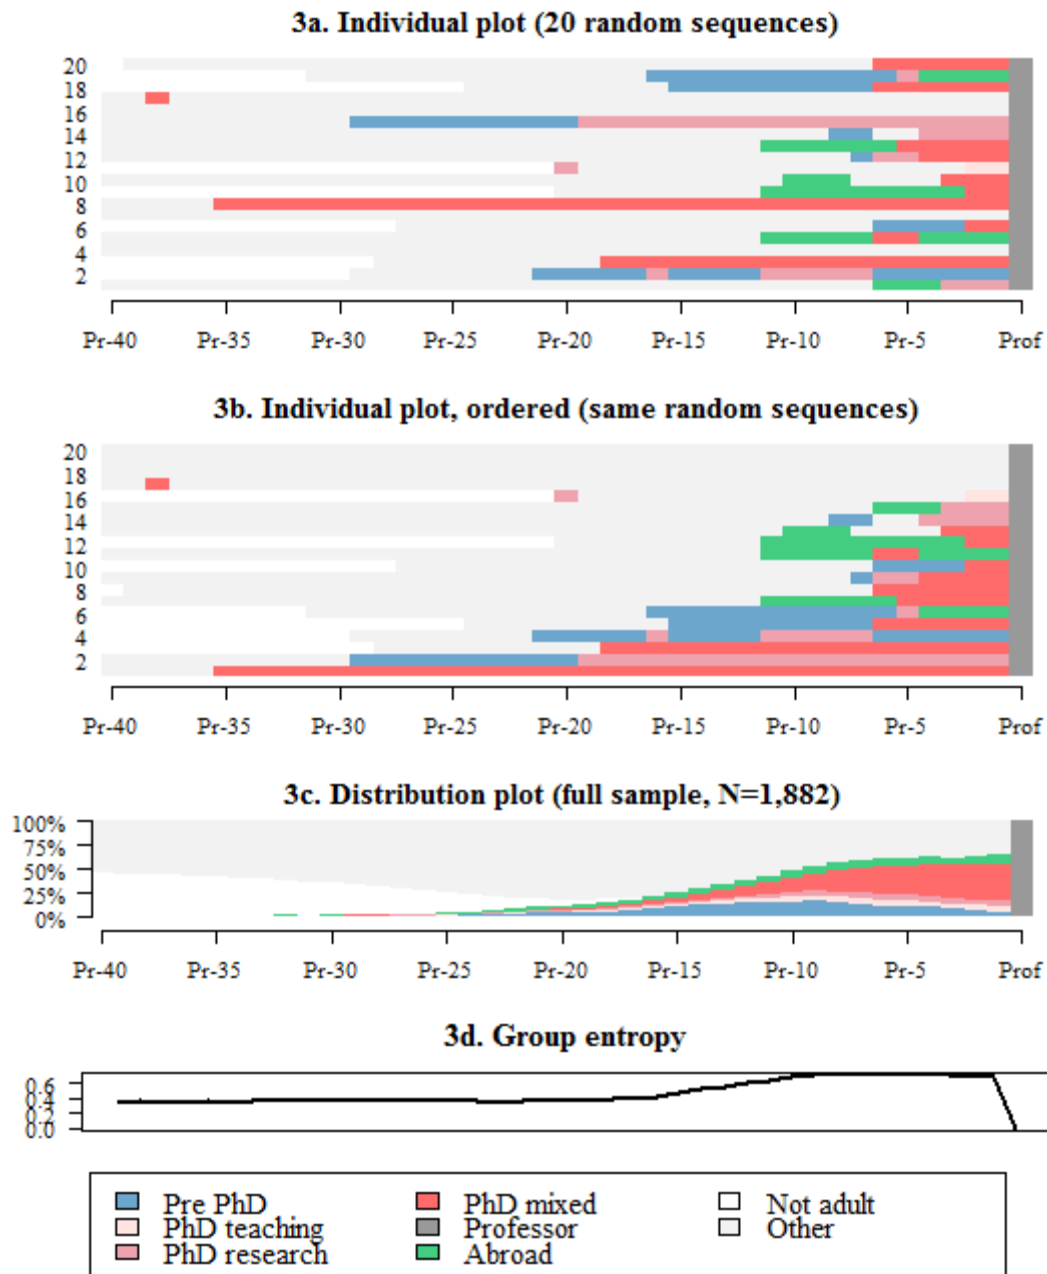 3a. Individual plot (20 random sequences)
20
18
16
14
12
10
8
6
4
2
Pr-40 Pr-35 Pr-30 Pr-25 Pr-20 Pr-15 Pr-10 Pr-5 Prof
3b. Individual plot, ordered (same random sequences)
20
18
16
14
12
10
8
6
4
2
Pr-40 Pr-35 Pr-30 Pr-25 Pr-20 Pr-15 Pr-10 Pr-5 Prof
3c. Distribution plot (full sample, N=1,882)
100%
75%
50%
25%
0%
Pr-40 Pr-35 Pr-30 Pr-25 Pr-20 Pr-15 Pr-10 Pr-5 Prof
3d. Group entropy
0.6
0.4
0.2
0.0
Pre PhD PhD mixed Not adult
PhD teaching Professor Other
PhD research Abroad